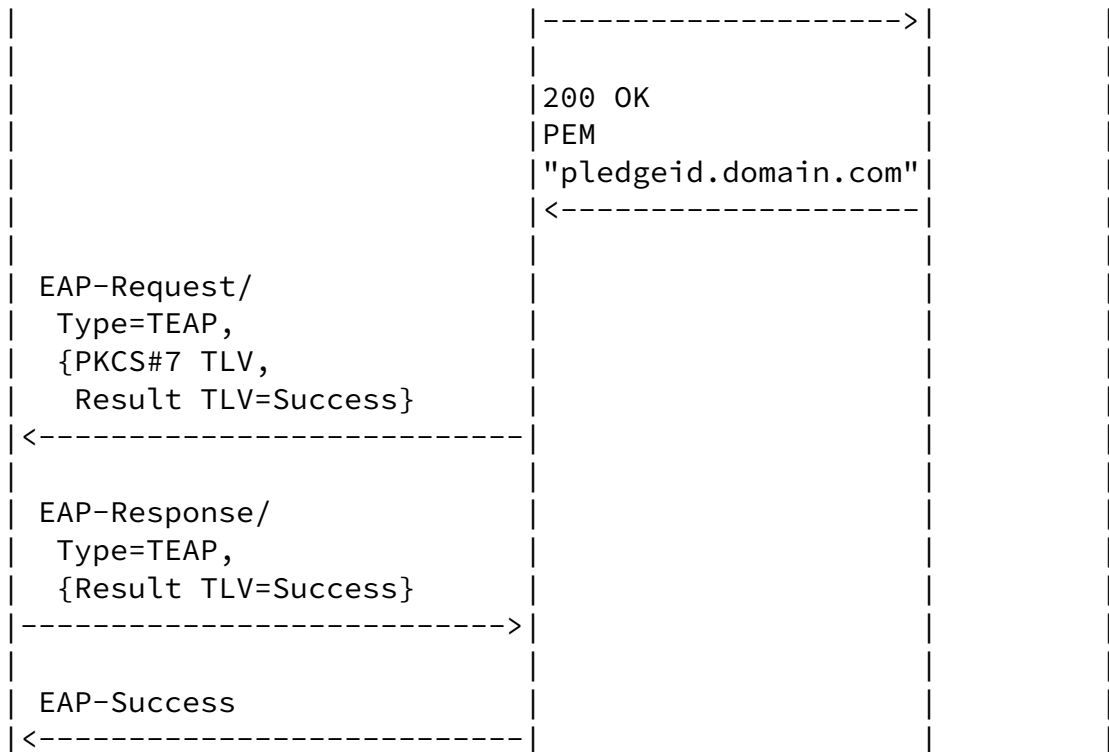 200 OK
PEM
"pledgeid.domain.com"
EAP-Request/
Type=TEAP,
{PKCS#7 TLV,
Result TLV=Success}
EAP-Response/
Type=TEAP,
{Result TLV=Success}
EAP-Success